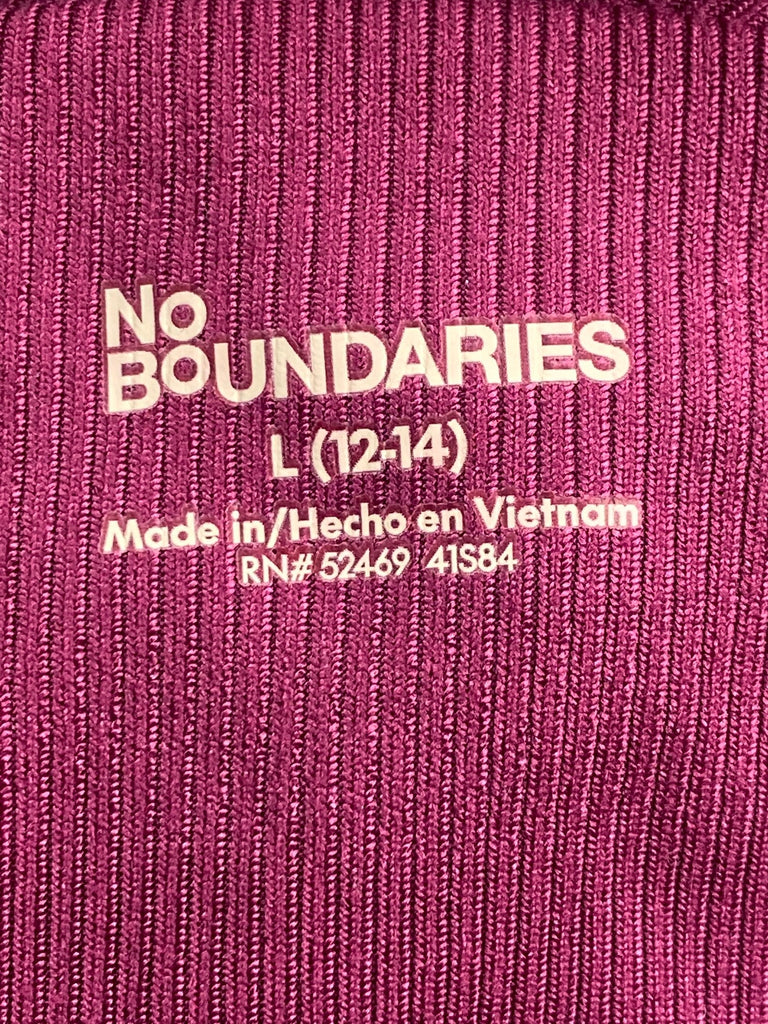 NO
BOUNDARIES
L (12-14)
Made in/Hecho en Vietnam
RN# 52469 41S84